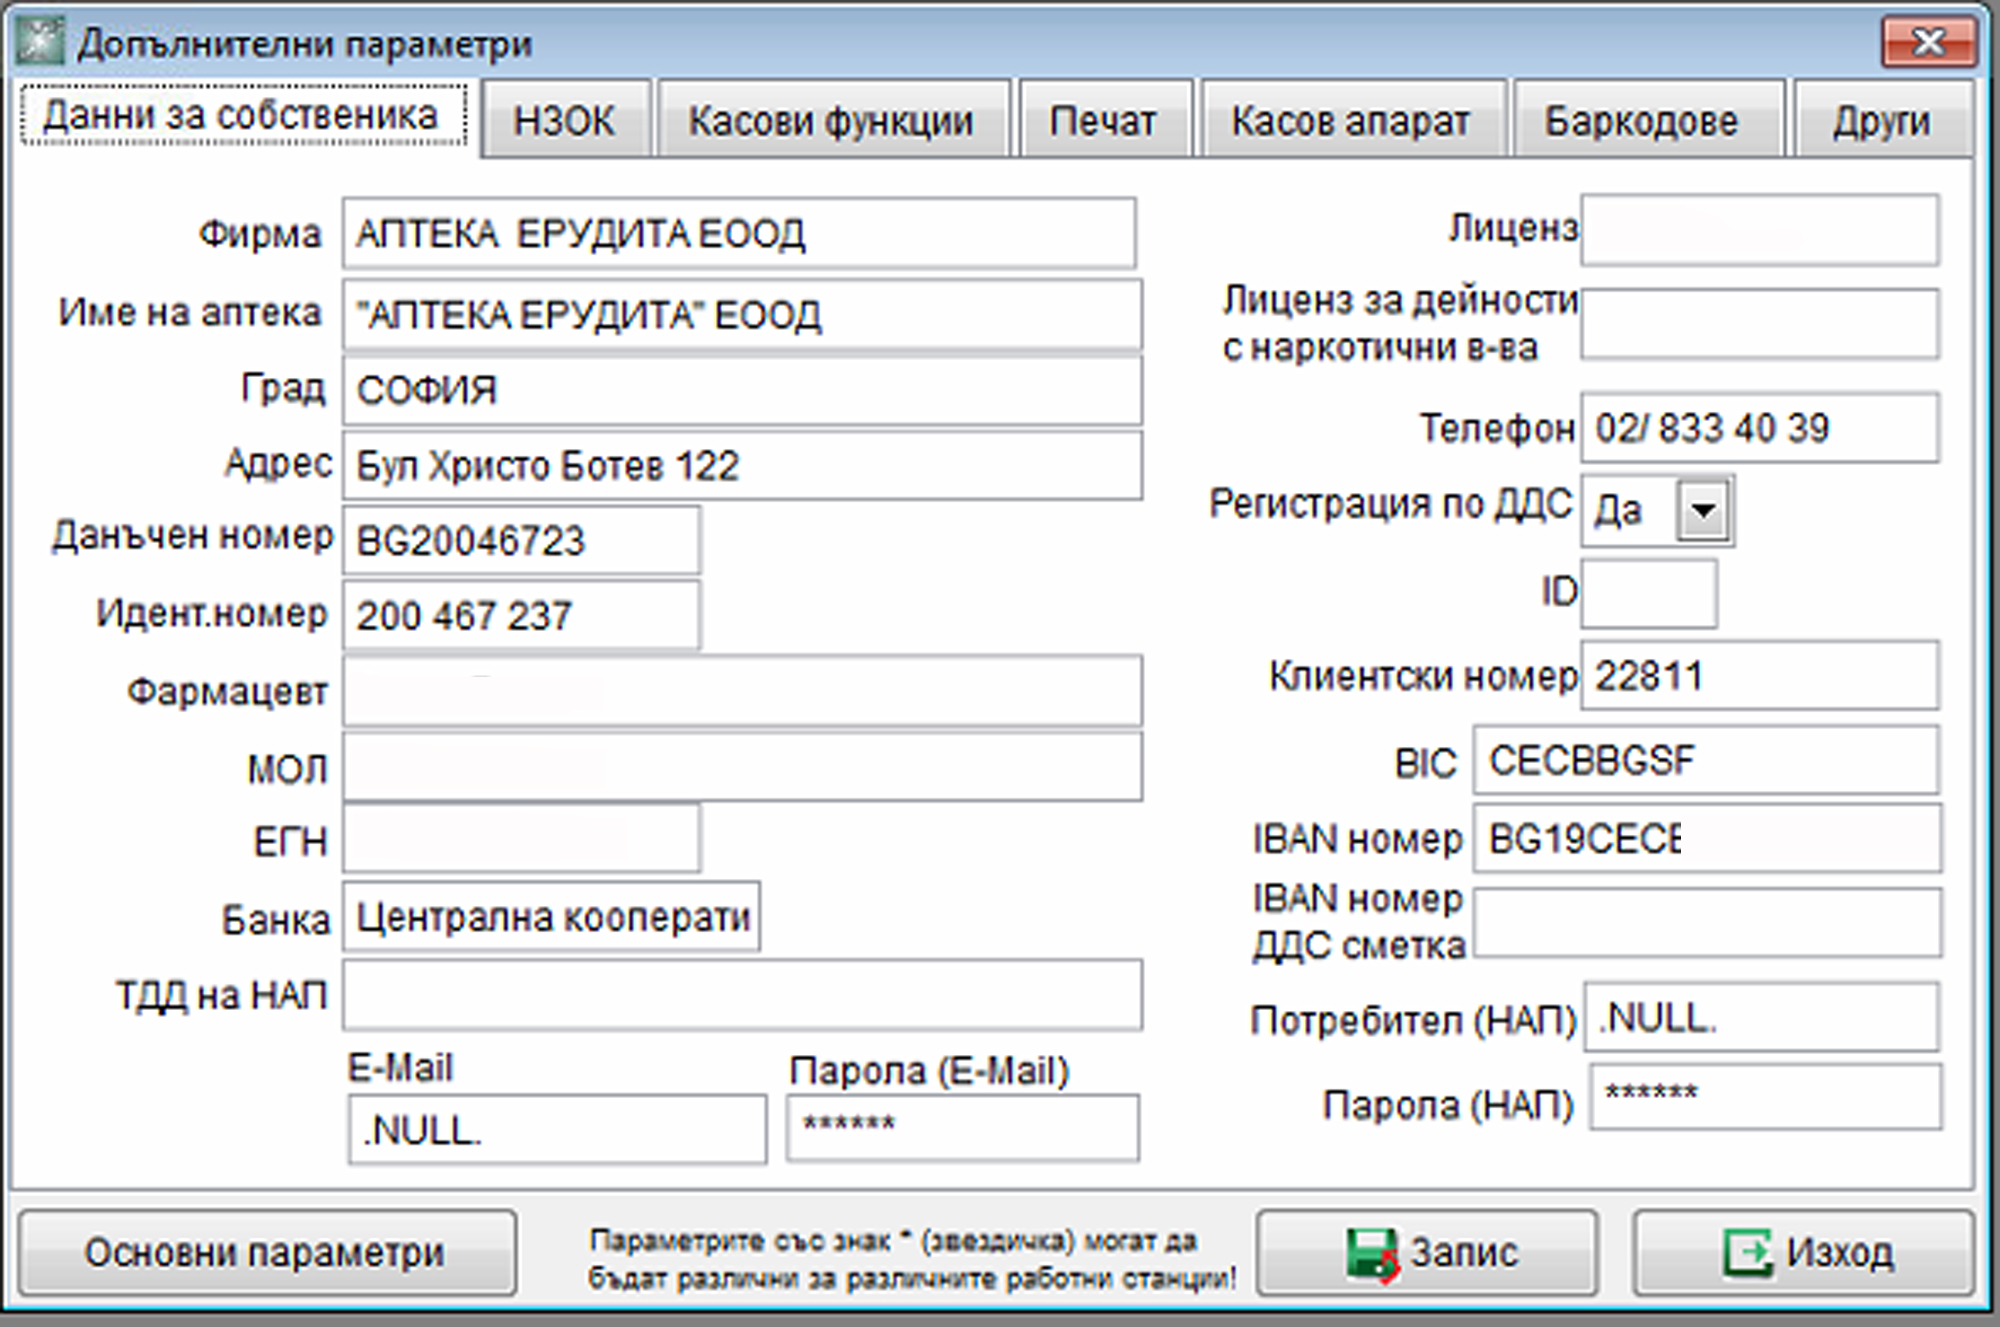 Допълнителни параметри
Данни за собственика
НЗОК
Касови функции
Печат
Касов апарат
Баркодове
Други
Фирма
АПТЕКА ЕРУДИТА ЕООД
Име на аптека
"АПТЕКА ЕРУДИТА" ЕООД
Град
СОФИЯ
Адрес
Бул Христо Ботев 122
Данъчен номер
BG20046723
Идент.номер
200 467 237
Фармацевт
МОЛ
ЕГН
Банка
Централна кооперати
ТДД на НАП
E-Mail
.NULL.
Парола (E-Mail)
******
Лиценз
Лиценз за дейности
с наркотични в-ва
Телефон
02/ 833 40 39
Регистрация по ДДС
Да
ID
Клиентски номер
22811
BIC
CECBBGSF
IBAN номер
BG19CECB
IBAN номер
ДДС сметка
Потребител (НАП)
.NULL.
Парола (НАП)
******
Основни параметри
Параметрите със знак * (звездичка) могат да
бъдат различни за различните работни станции!
Запис
Изход